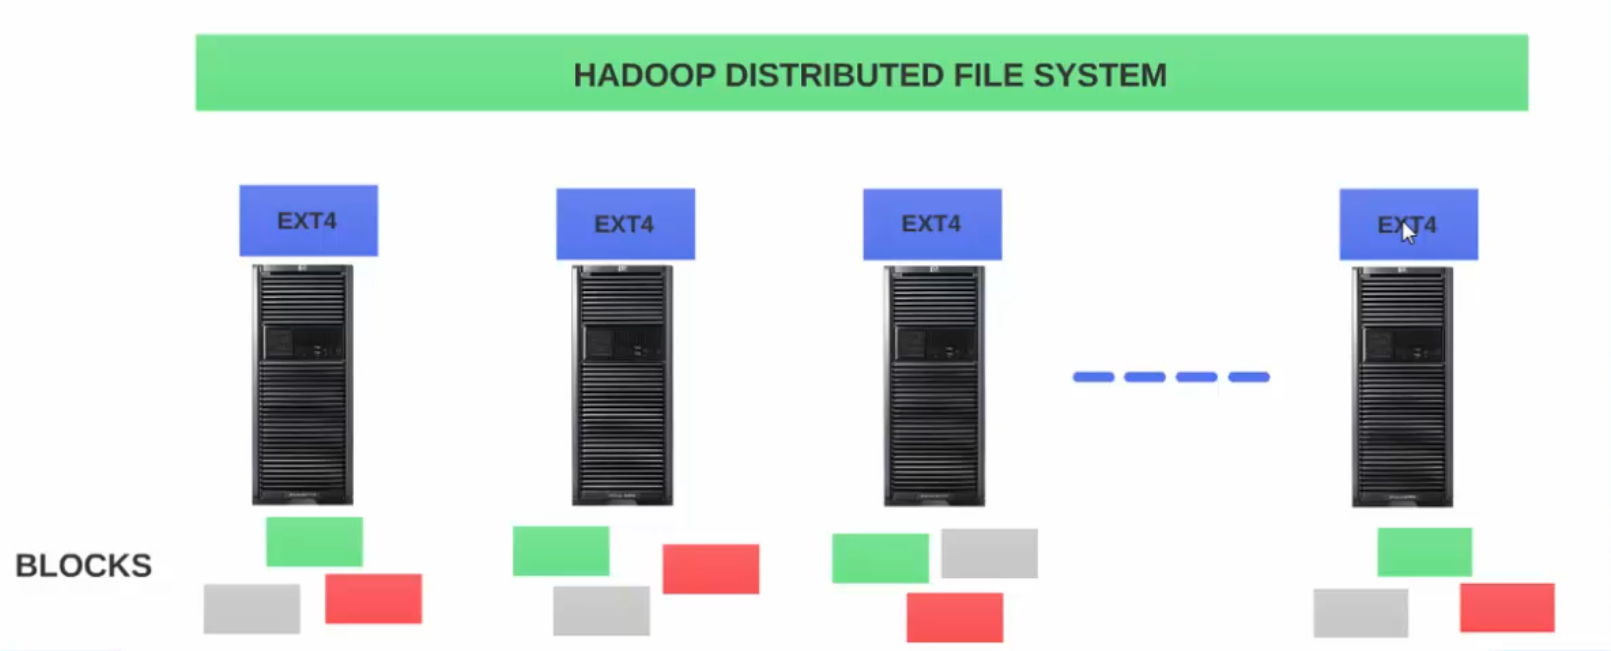 HADOOP DISTRIBUTED FILE SYSTEM
EXT4
EXT4
EXT4
EXT4
BLOCKS